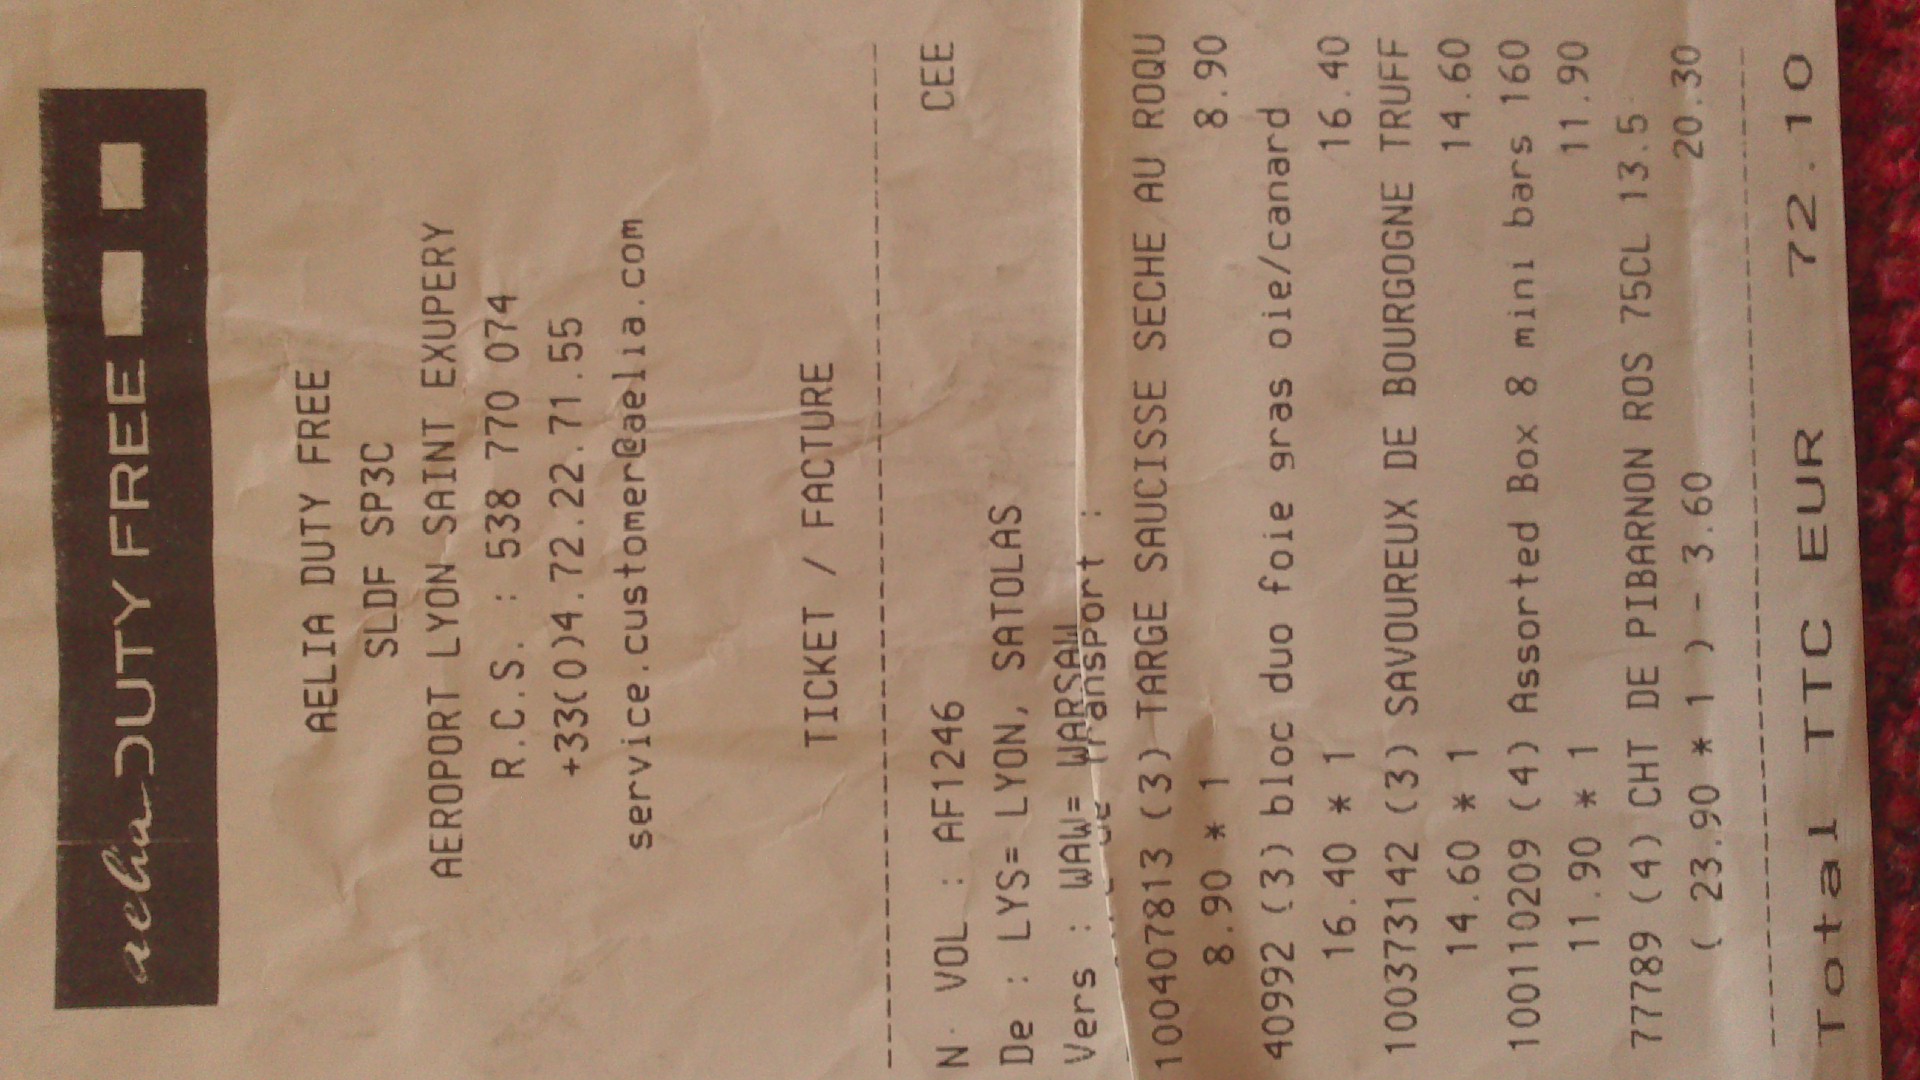 aelia DUTY FREE
AELIA DUTY FREE
SLDF SP3C
AEROPORT LYON SAINT EXUPERY
R.C.S. : 538 770 074
+33(0)4.72.22.71.55
service.customer@aelia.com
TICKET / FACTURE
N· VOL : AF1246 CEE
De : LYS= LYON, SATOLAS
Vers : WAW= WARSAW
de Transport :
100407813 (3) TARGE SAUCISSE SECHE AU ROQU
8.90 * 1 8.90
40992 (3) bloc duo foie gras oie/canard
16.40 * 1 16.40
100373142 (3) SAVOUREUX DE BOURGOGNE TRUFF
14.60 * 1 14.60
100110209 (4) Assorted Box 8 mini bars 160
11.90 * 1 11.90
77789 (4) CHT DE PIBARNON ROS 75CL 13.5
( 23.90 * 1 ) - 3.60 20.30
Total TTC EUR 72.10